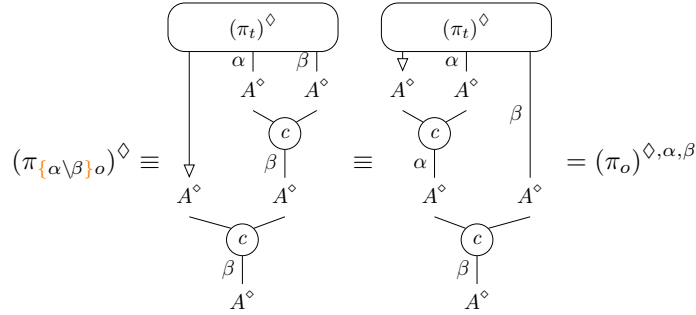 (π_t)^◇ (π_t)^◇
α β α
A^⋄ A^⋄ A^⋄ A^⋄
c c β
(π_{{α\β}o})^◇ ≡ β ≡ α = (π_o)^{◇,α,β}
A^⋄ A^⋄ A^⋄ A^⋄
c c
β β
A^⋄ A^⋄